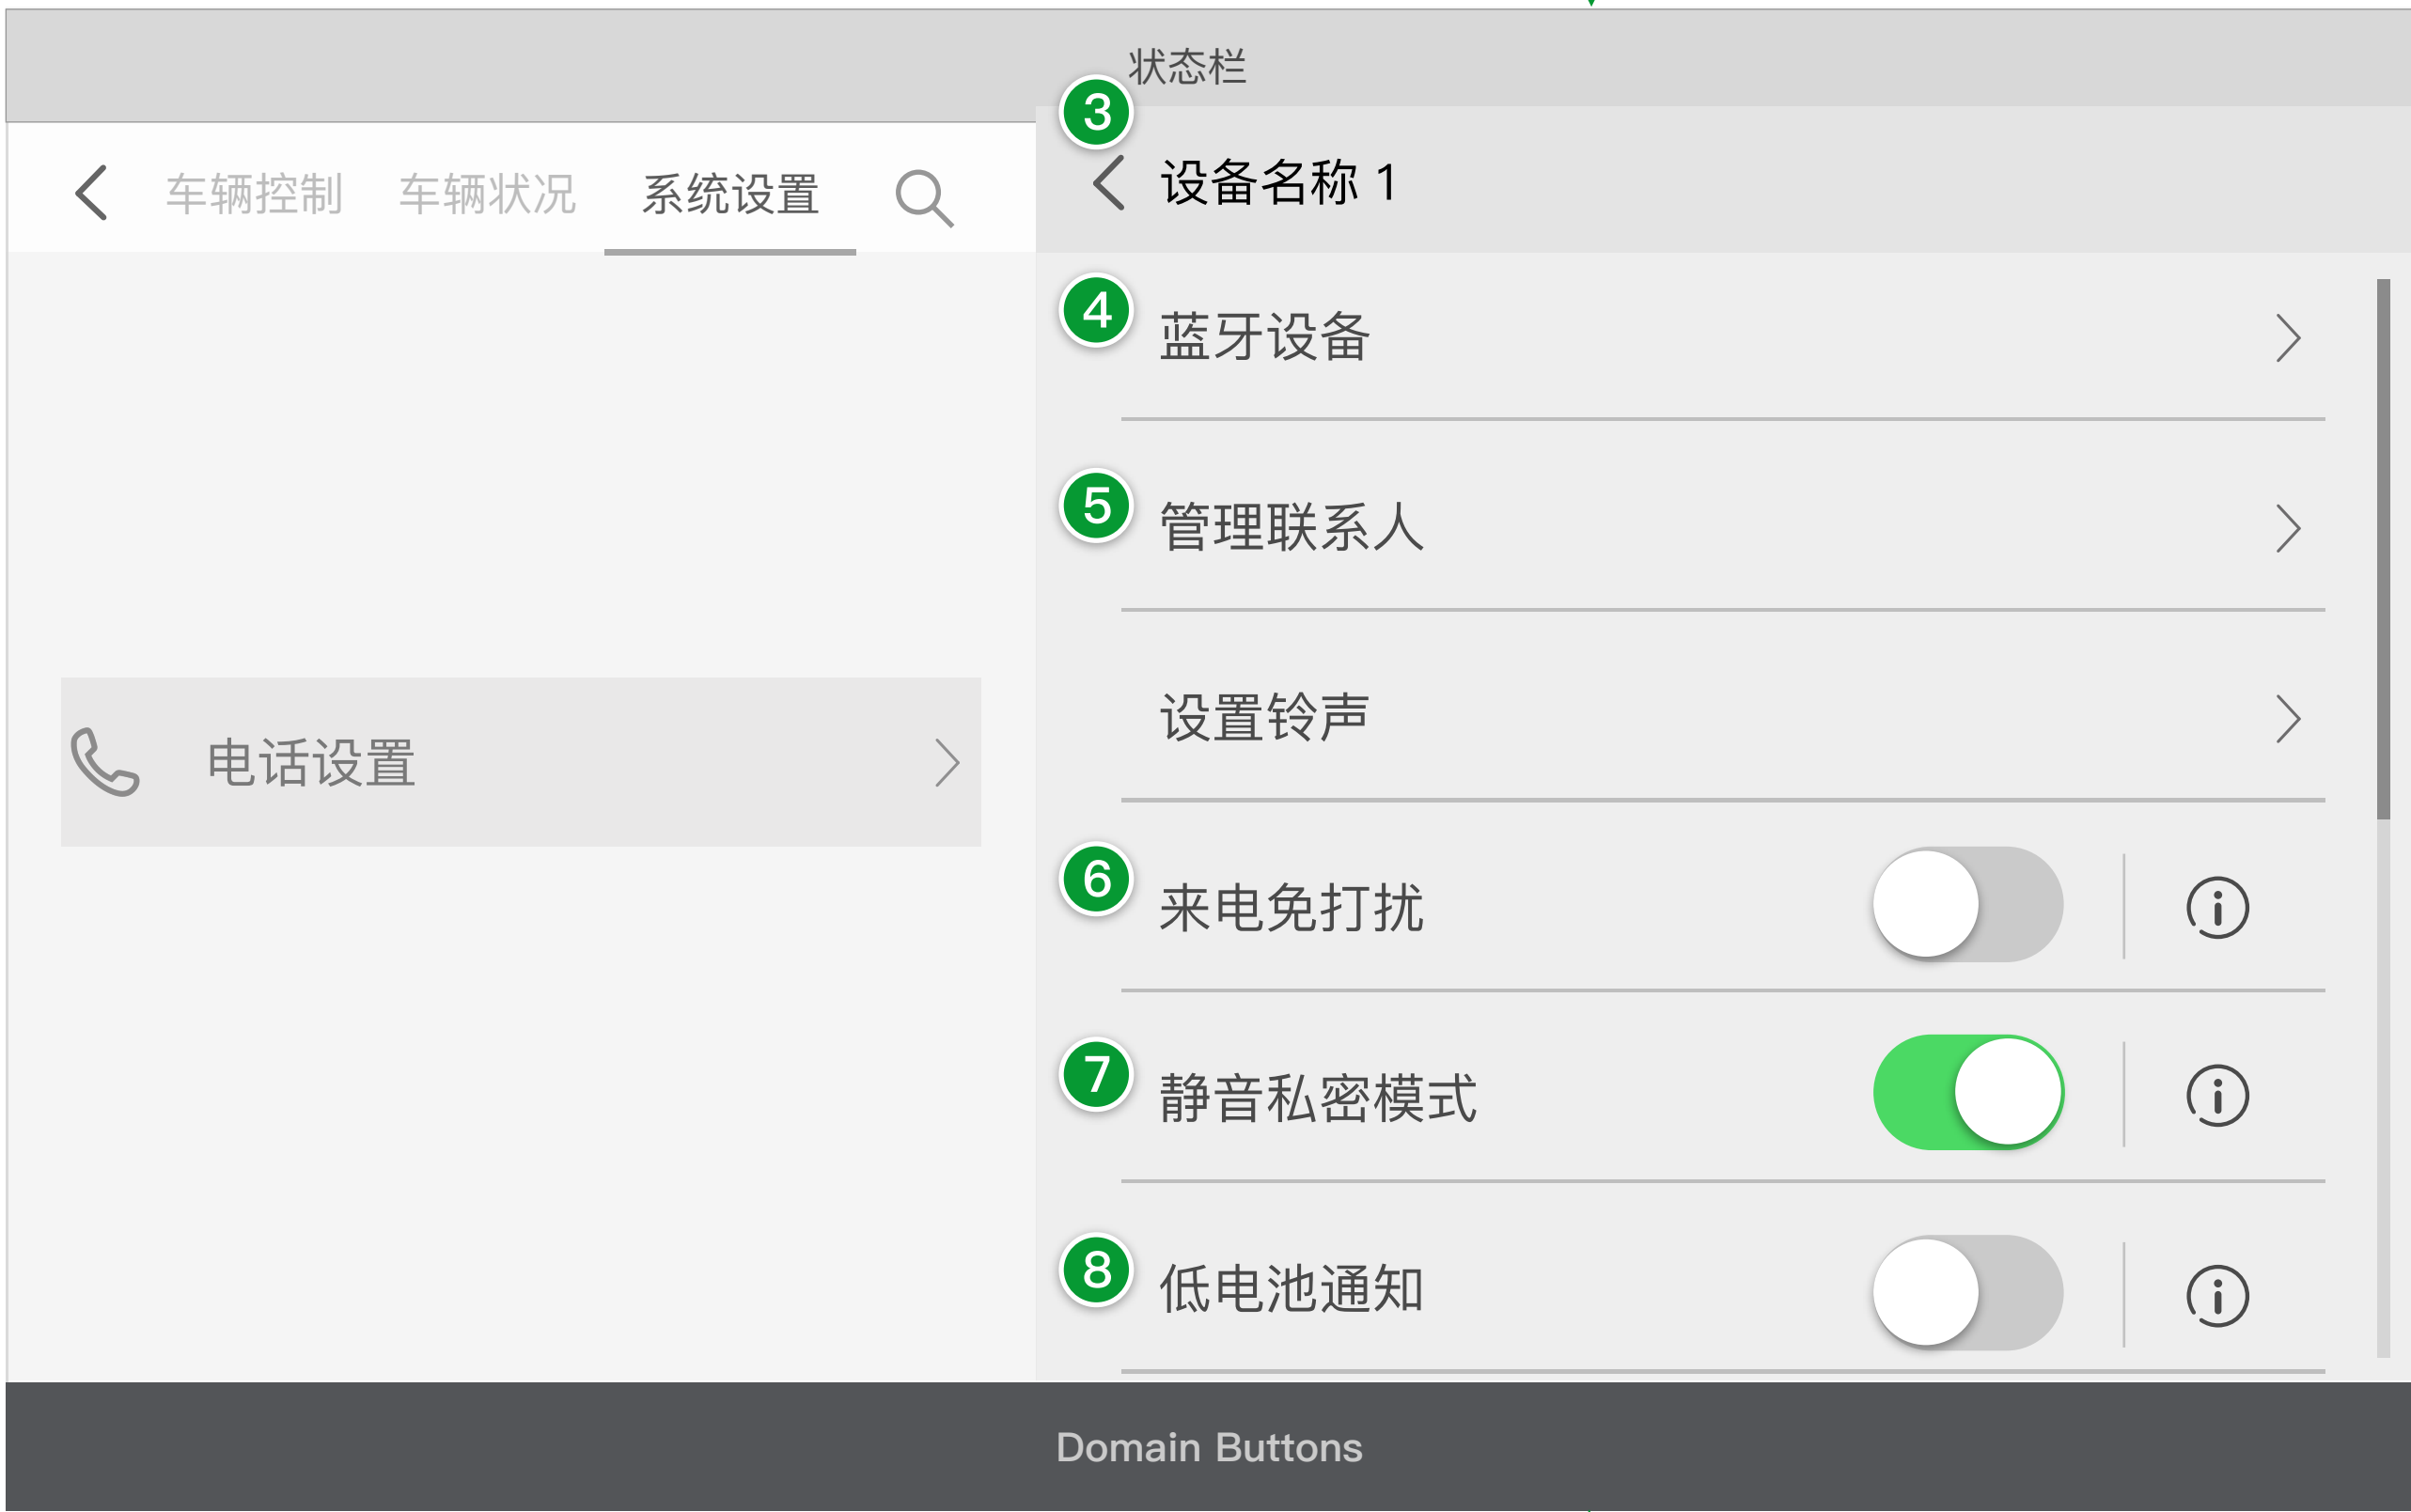 状态栏
3
车辆控制 车辆状况 系统设置
设备名称 1
4
蓝牙设备
5
管理联系人
设置铃声
电话设置
6
来电免打扰
7
静音私密模式
8
低电池通知
Domain Buttons